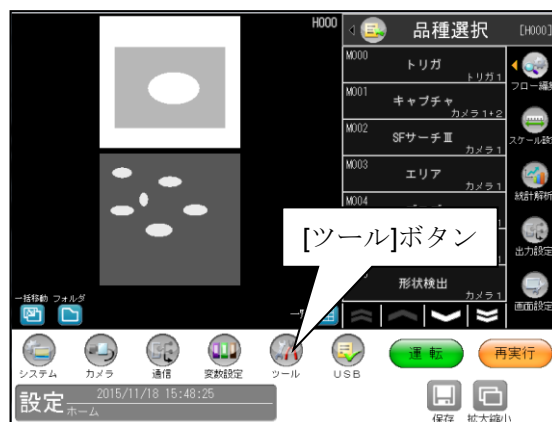 H000
品種選択
[H000]
M000
トリガ
トリガ1
M001
キャプチャ
カメラ1+2
M002
SFサーチⅢ
カメラ1
M003
エリア
カメラ1
M004
形状検出
カメラ1
フロー編集
スケール設定
統計解析
出力設定
画面設定
[ツール]ボタン
一括移動 フォルダ
システム
カメラ
通信
変数設定
ツール
USB
運転
再実行
設定
2015/11/18 15:48:25
ホーム
保存
拡大縮小